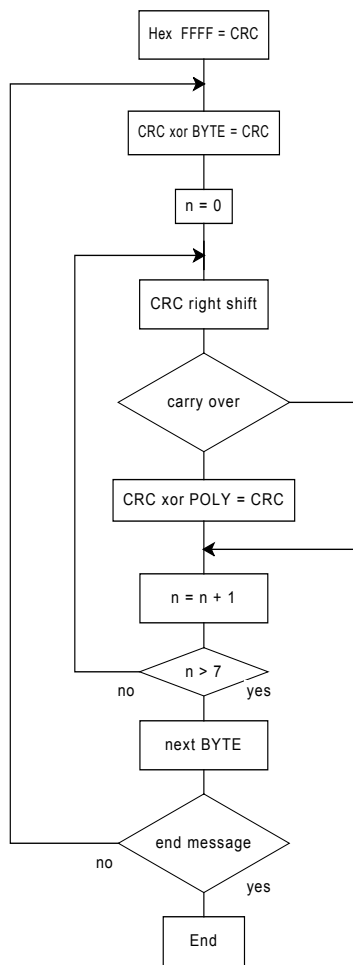 Hex FFFF = CRC
CRC xor BYTE = CRC
n = 0
CRC right shift
carry over
CRC xor POLY = CRC
n = n + 1
n > 7
no
yes
next BYTE
end message
no
yes
End